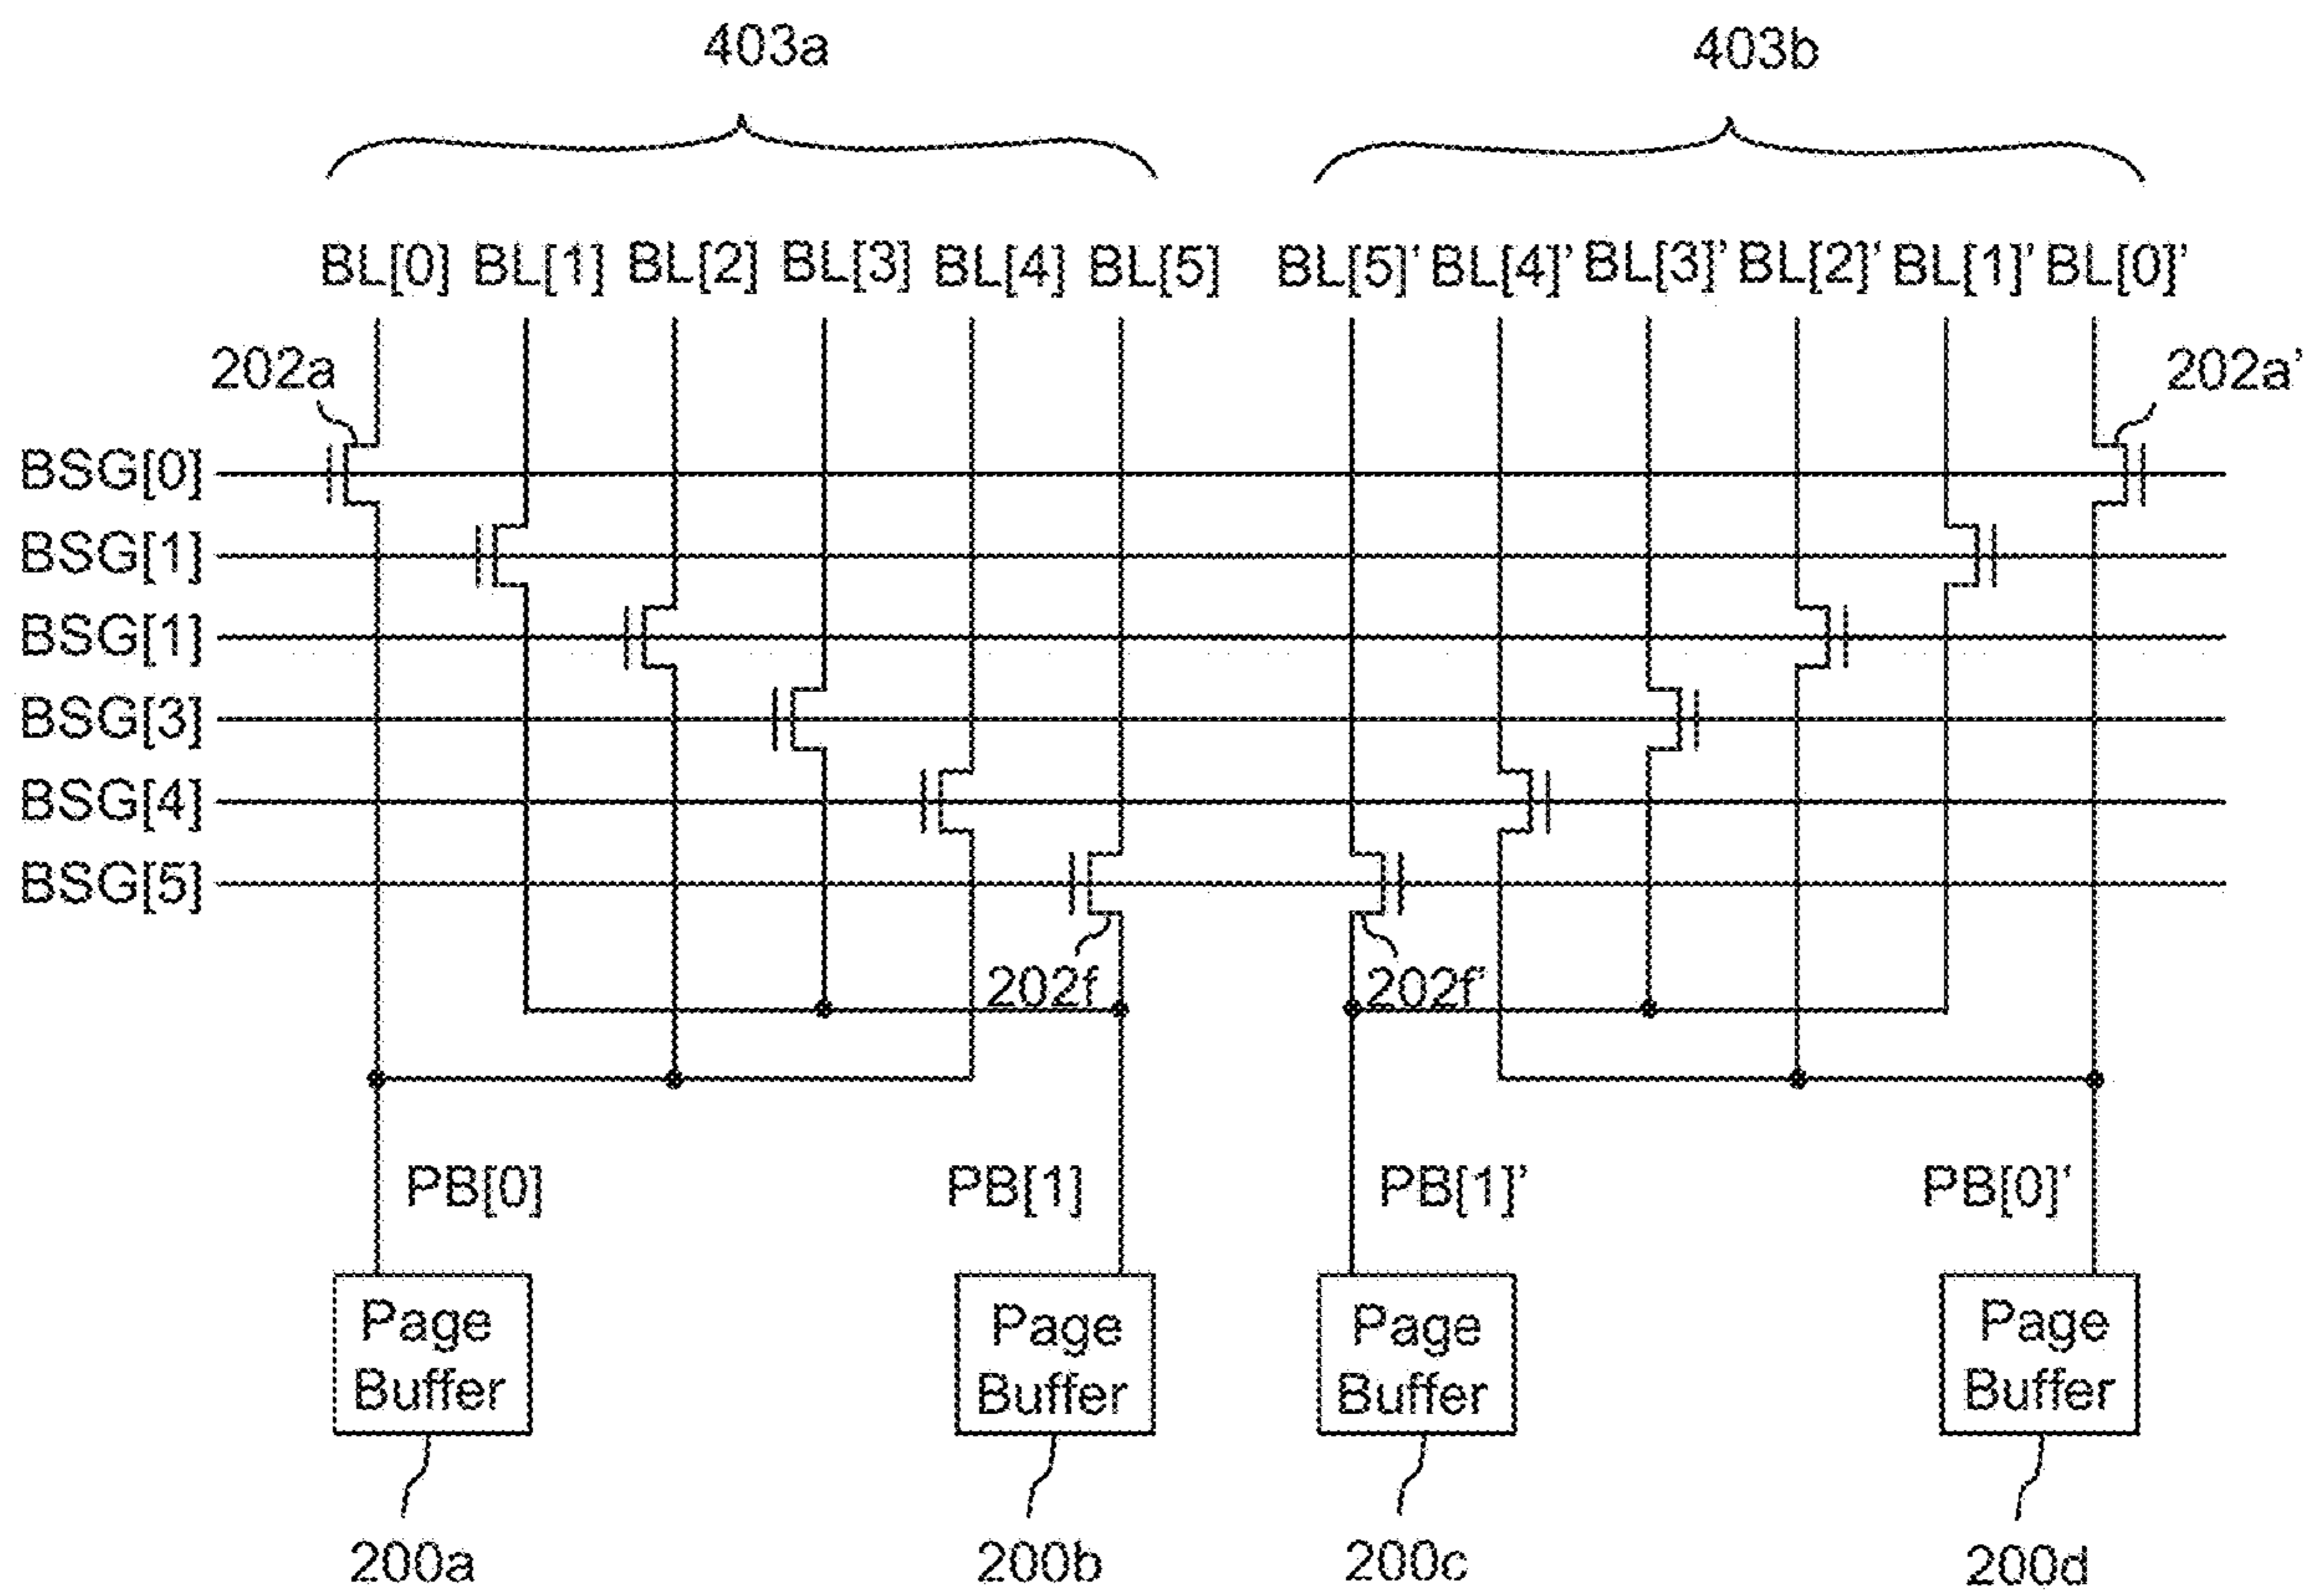 403a 403b
BL[0] BL[1] BL[2] BL[3] BL[4] BL[5] BL[5]' BL[4]' BL[3]' BL[2]' BL[1]' BL[0]'
202a 202a'
BSG[0]
BSG[1]
BSG[1]
BSG[3]
BSG[4]
BSG[5]
202f 202f'
PB[0] PB[1] PB[1]' PB[0]'
Page Page Page Page
Buffer Buffer Buffer Buffer
200a 200b 200c 200d